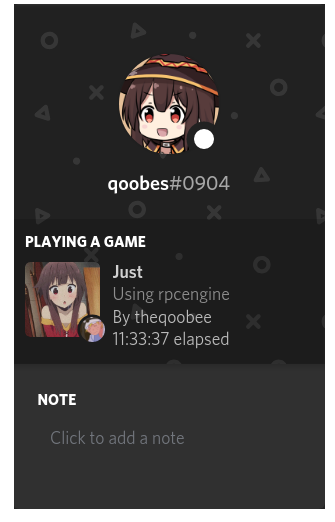 qoobes#0904
PLAYING A GAME
Just
Using rpcengine
By theqoobee
11:33:37 elapsed
NOTE
Click to add a note